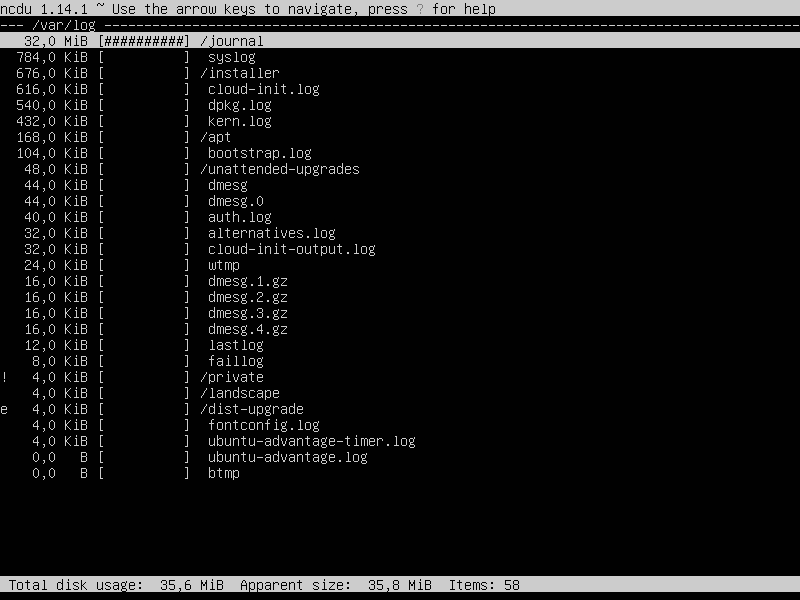 ncdu 1.14.1 ~ Use the arrow keys to navigate, press ? for help
--- /var/log ----------------------------------------------------------------------------------------
32,0 MiB [##########] /journal
784,0 KiB [          ]  syslog
676,0 KiB [          ] /installer
616,0 KiB [          ]  cloud-init.log
540,0 KiB [          ]  dpkg.log
432,0 KiB [          ]  kern.log
168,0 KiB [          ] /apt
104,0 KiB [          ]  bootstrap.log
48,0 KiB [          ] /unattended-upgrades
44,0 KiB [          ]  dmesg
44,0 KiB [          ]  dmesg.0
40,0 KiB [          ]  auth.log
32,0 KiB [          ]  alternatives.log
32,0 KiB [          ]  cloud-init-output.log
24,0 KiB [          ]  wtmp
16,0 KiB [          ]  dmesg.1.gz
16,0 KiB [          ]  dmesg.2.gz
16,0 KiB [          ]  dmesg.3.gz
16,0 KiB [          ]  dmesg.4.gz
12,0 KiB [          ]  lastlog
8,0 KiB [          ]  faillog
! 4,0 KiB [          ] /private
4,0 KiB [          ] /landscape
e 4,0 KiB [          ] /dist-upgrade
4,0 KiB [          ]  fontconfig.log
4,0 KiB [          ]  ubuntu-advantage-timer.log
0,0   B [          ]  ubuntu-advantage.log
0,0   B [          ]  btmp
Total disk usage:  35,6 MiB  Apparent size:  35,8 MiB  Items: 58